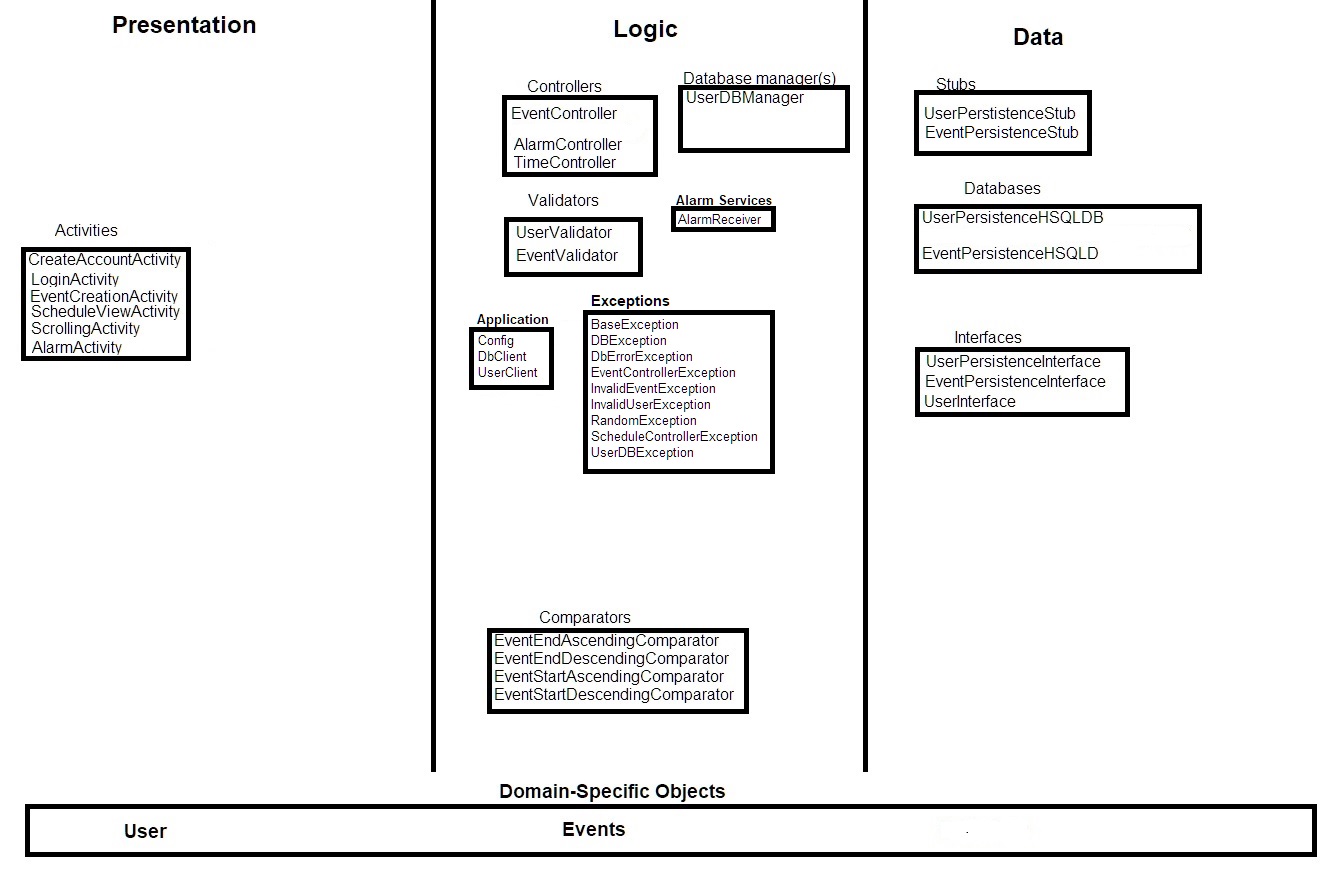 Presentation
Activities
CreateAccountActivity
LoginActivity
EventCreationActivity
ScheduleViewActivity
ScrollingActivity
AlarmActivity
Logic
Controllers
EventController
AlarmController
TimeController
Database manager(s)
UserDBManager
Validators
UserValidator
EventValidator
Alarm Services
AlarmReceiver
Application
Config
DbClient
UserClient
Exceptions
BaseException
DBException
DbErrorException
EventControllerException
InvalidEventException
InvalidUserException
RandomException
ScheduleControllerException
UserDBException
Comparators
EventEndAscendingComparator
EventEndDescendingComparator
EventStartAscendingComparator
EventStartDescendingComparator
Data
Stubs
UserPerstistenceStub
EventPersistenceStub
Databases
UserPersistenceHSQLDB
EventPersistenceHSQLD
Interfaces
UserPersistenceInterface
EventPersistenceInterface
UserInterface
Domain-Specific Objects
User
Events
.